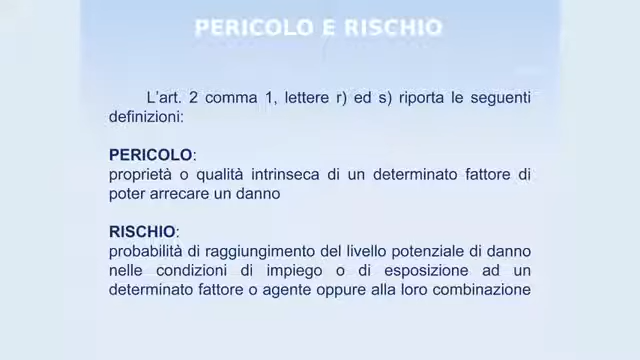 PERICOLO E RISCHIO
L'art. 2 comma 1, lettere r) ed s) riporta le seguenti
definizioni:
PERICOLO:
proprietà o qualità intrinseca di un determinato fattore di
poter arrecare un danno
RISCHIO:
probabilità di raggiungimento del livello potenziale di danno
nelle condizioni di impiego o di esposizione ad un
determinato fattore o agente oppure alla loro combinazione